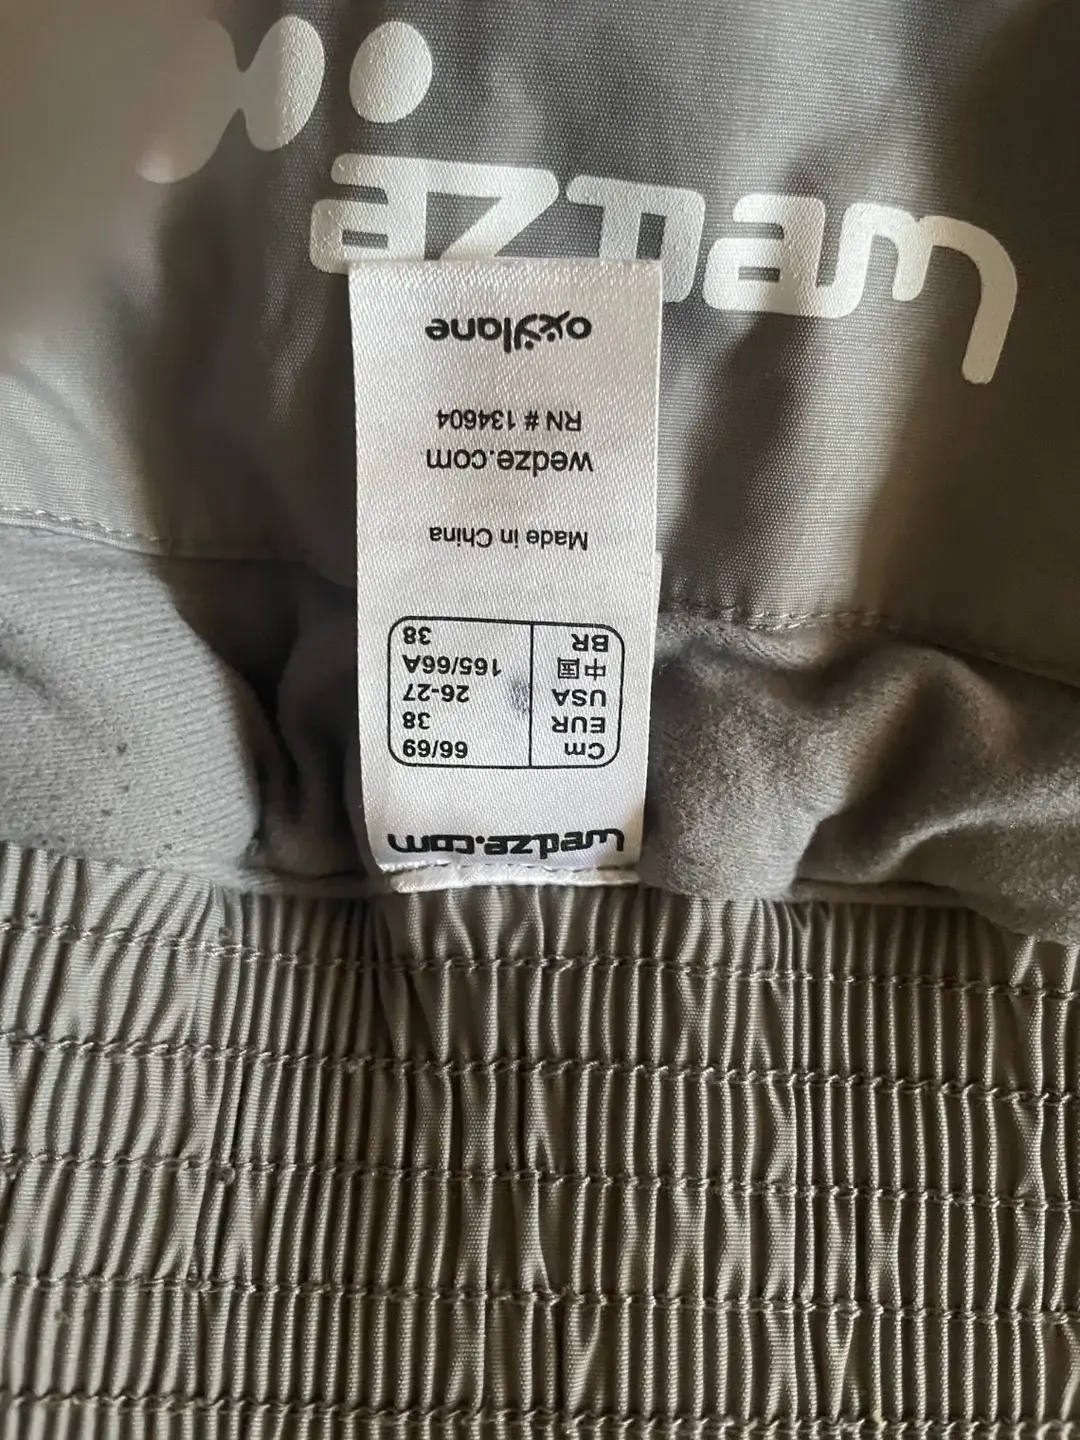 wedze
wedze.com
Cm 66/69
EUR 38
USA 26-27
中国 165/66A
BR 38
Made in China
wedze.com
RN # 134604
oxylane